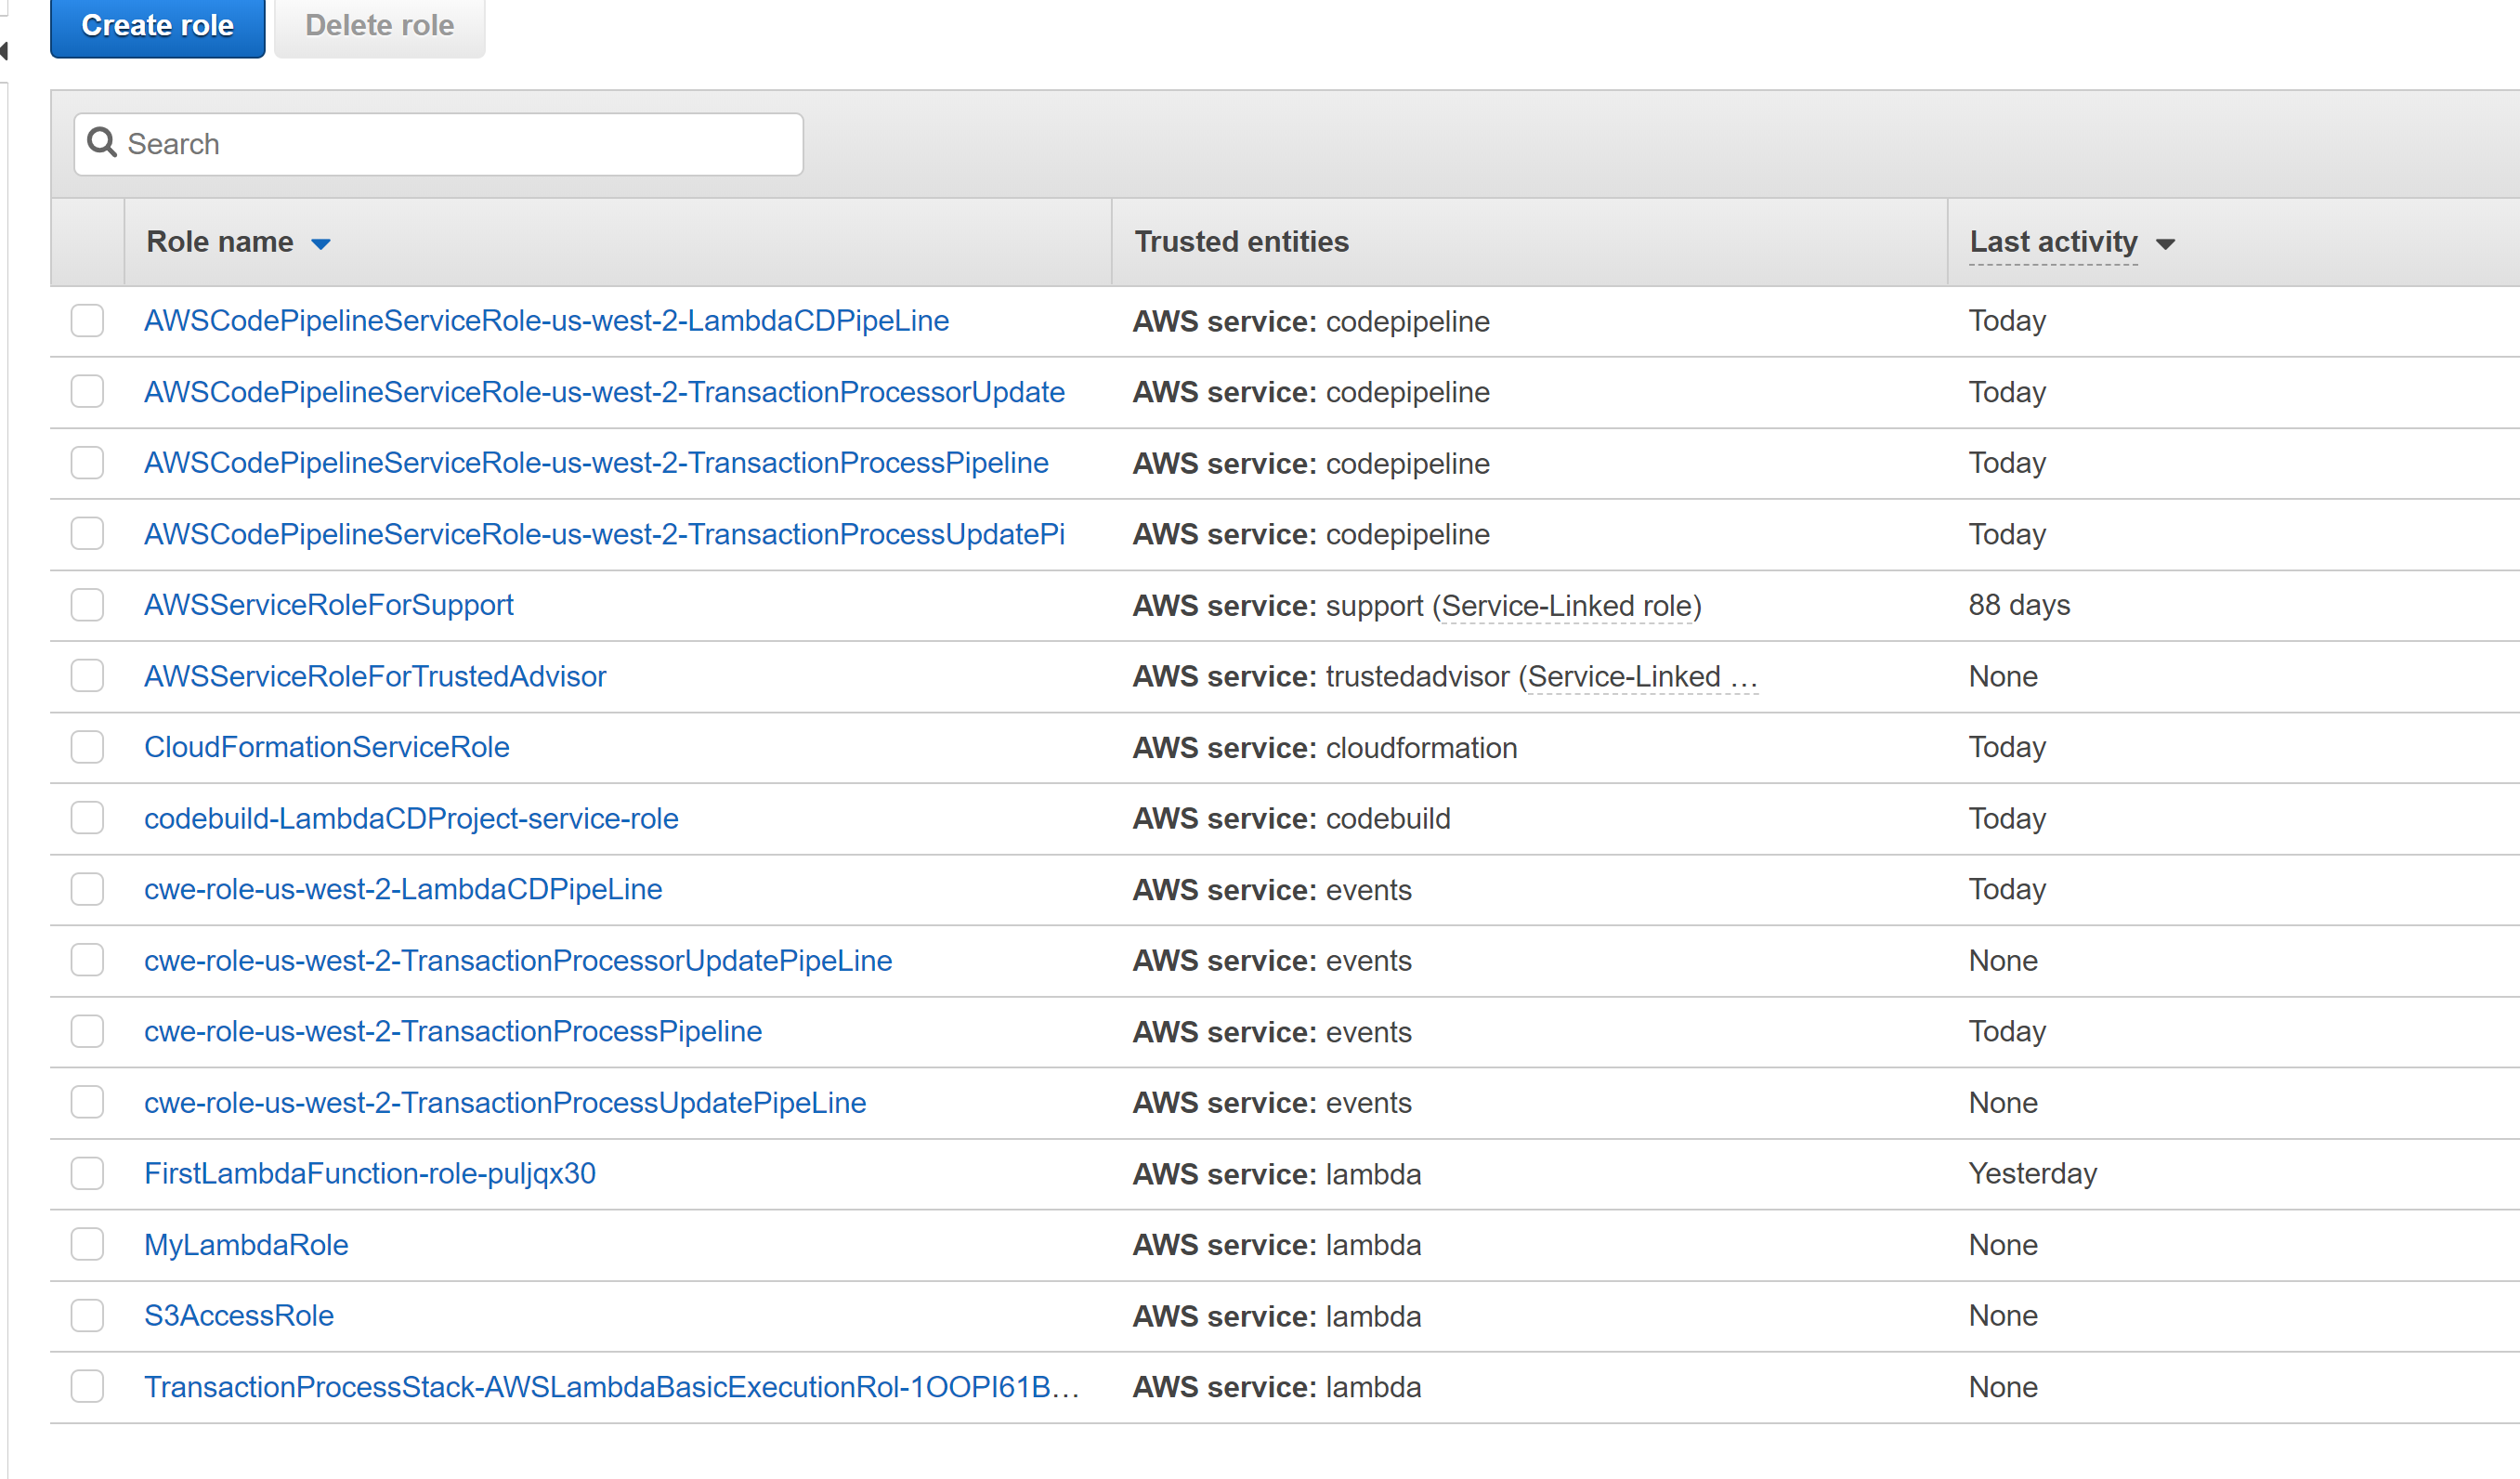 Create role Delete role
Search
Role name Trusted entities Last activity
AWSCodePipelineServiceRole-us-west-2-LambdaCDPipeLine AWS service: codepipeline Today
AWSCodePipelineServiceRole-us-west-2-TransactionProcessorUpdate AWS service: codepipeline Today
AWSCodePipelineServiceRole-us-west-2-TransactionProcessPipeline AWS service: codepipeline Today
AWSCodePipelineServiceRole-us-west-2-TransactionProcessUpdatePi AWS service: codepipeline Today
AWSServiceRoleForSupport AWS service: support (Service-Linked role) 88 days
AWSServiceRoleForTrustedAdvisor AWS service: trustedadvisor (Service-Linked … None
CloudFormationServiceRole AWS service: cloudformation Today
codebuild-LambdaCDProject-service-role AWS service: codebuild Today
cwe-role-us-west-2-LambdaCDPipeLine AWS service: events Today
cwe-role-us-west-2-TransactionProcessorUpdatePipeLine AWS service: events None
cwe-role-us-west-2-TransactionProcessPipeline AWS service: events Today
cwe-role-us-west-2-TransactionProcessUpdatePipeLine AWS service: events None
FirstLambdaFunction-role-puljqx30 AWS service: lambda Yesterday
MyLambdaRole AWS service: lambda None
S3AccessRole AWS service: lambda None
TransactionProcessStack-AWSLambdaBasicExecutionRol-1OOPI61B… AWS service: lambda None